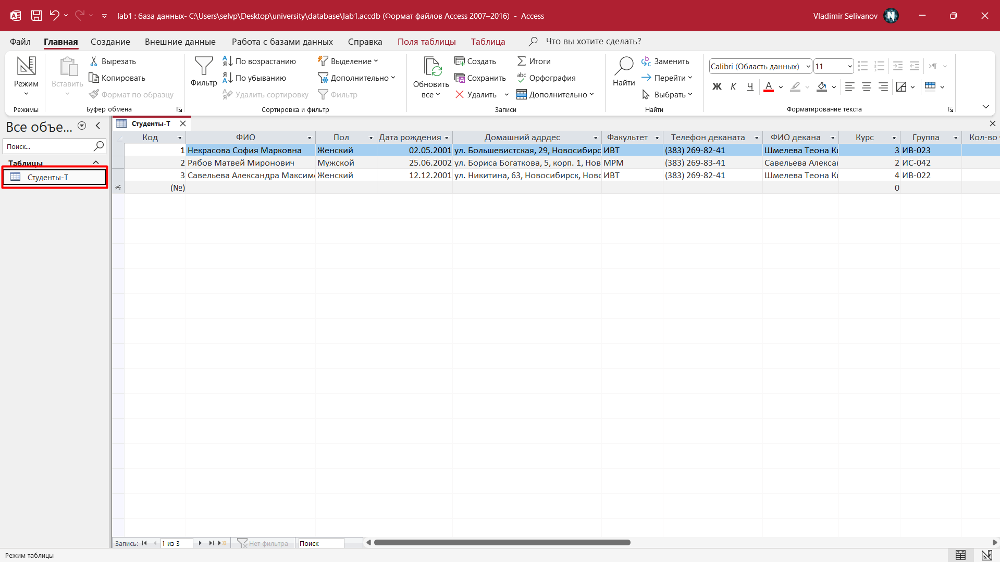 lab1 : база данных- C:\Users\selvp\Desktop\university\database\lab1.accdb (Формат файлов Access 2007–2016) - Access
Vladimir Selivanov
Файл Главная Создание Внешние данные Работа с базами данных Справка Поля таблицы Таблица Что вы хотите сделать?
Режим
Режимы
Вставить
Вырезать
Копировать
Формат по образцу
Буфер обмена
Фильтр
По возрастанию
По убыванию
Удалить сортировку
Выделение
Дополнительно
Фильтр
Сортировка и фильтр
Обновить
все
Создать
Сохранить
Удалить
Итоги
Орфография
Дополнительно
Записи
Найти
Заменить
Перейти
Выбрать
Найти
Calibri (Область данных) 11
Ж К Ч А
Форматирование текста
Все объе...
Поиск...
Таблицы
Студенты-Т
Студенты-Т
Код ФИО Пол Дата рождения Домашний адрдес Факультет Телефон деканата ФИО декана Курс Группа Кол-во
1 Некрасова София Марковна Женский 02.05.2001 ул. Большевистская, 29, Новосибирс ИВТ (383) 269-82-41 Шмелева Теона Ки 3 ИВ-023
2 Рябов Матвей Миронович Мужской 25.06.2002 ул. Бориса Богаткова, 5, корп. 1, Нов МРМ (383) 269-83-41 Савельева Алекса 2 ИС-042
3 Савельева Александра Максим Женский 12.12.2001 ул. Никитина, 63, Новосибирск, Ново ИВТ (383) 269-82-41 Шмелева Теона Ки 4 ИВ-022
(№) 0
Запись: 1 из 3 Нет фильтра Поиск
Режим таблицы